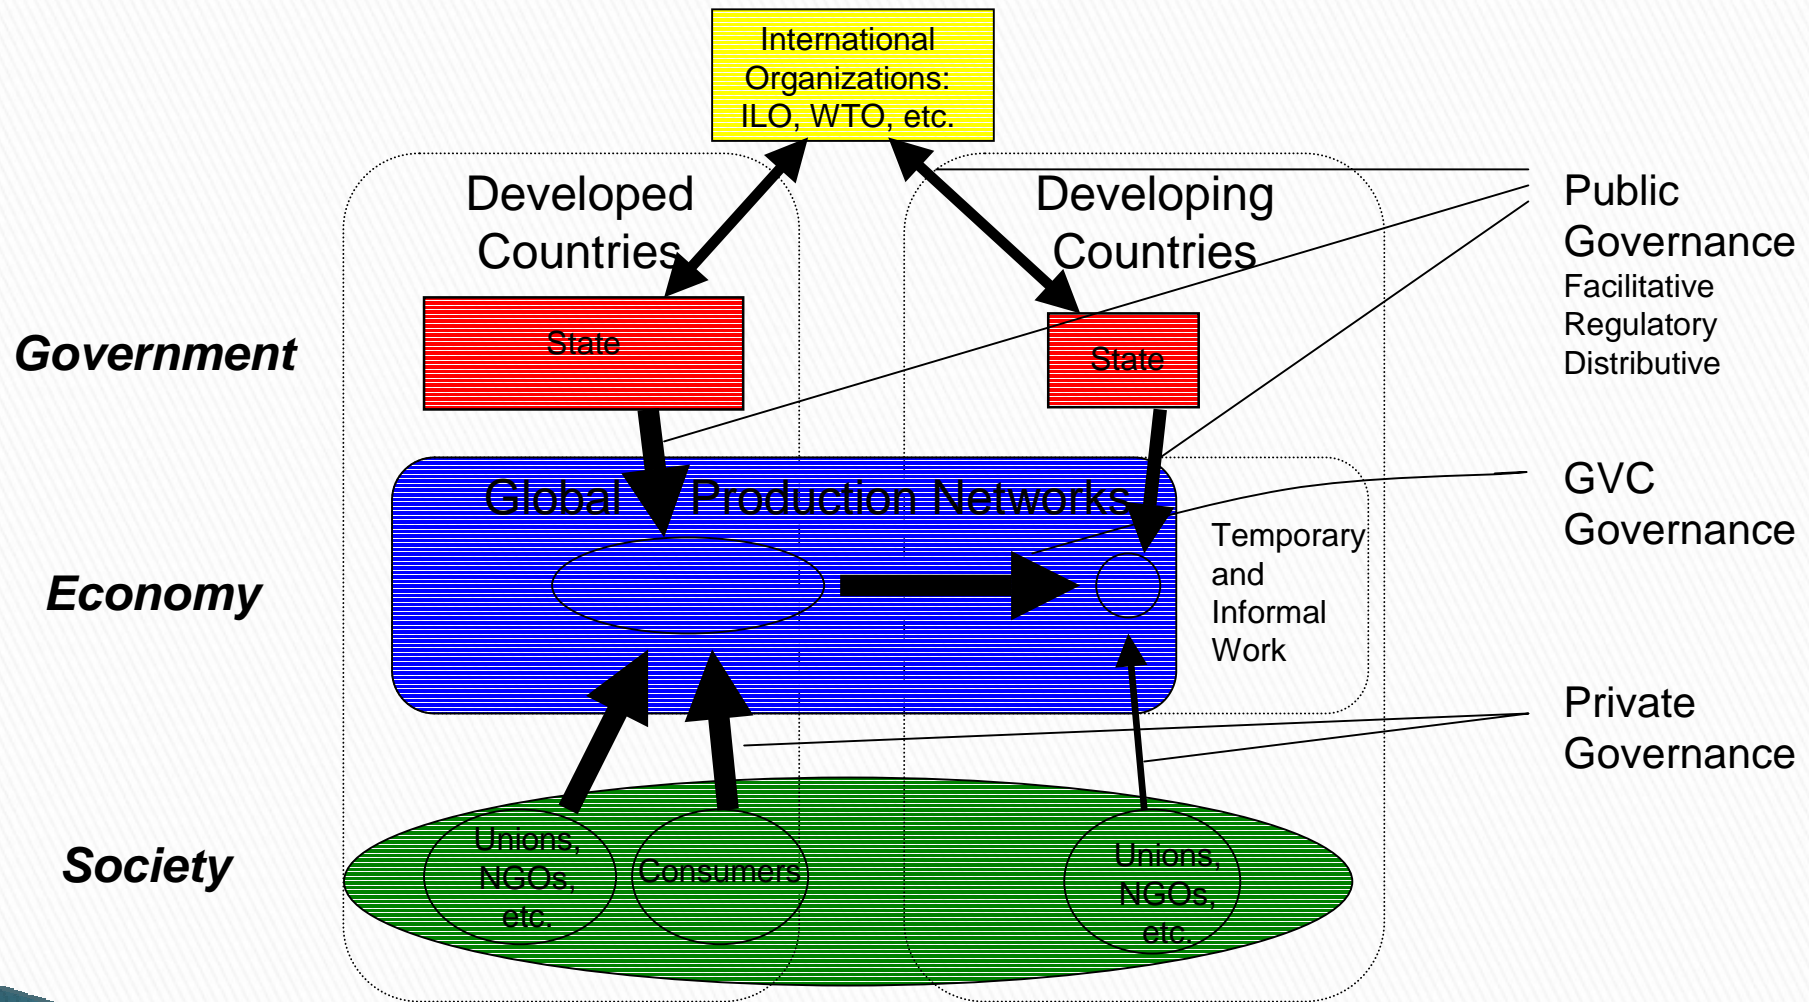 International
Organizations:
ILO, WTO, etc.
Developed
Countries
Developing
Countries
Public
Governance
Facilitative
Regulatory
Distributive
Government
State
State
Global Production Networks
GVC
Governance
Temporary
and
Informal
Work
Economy
Private
Governance
Society
Unions,
NGOs,
etc.
Consumers
Unions,
NGOs,
etc.